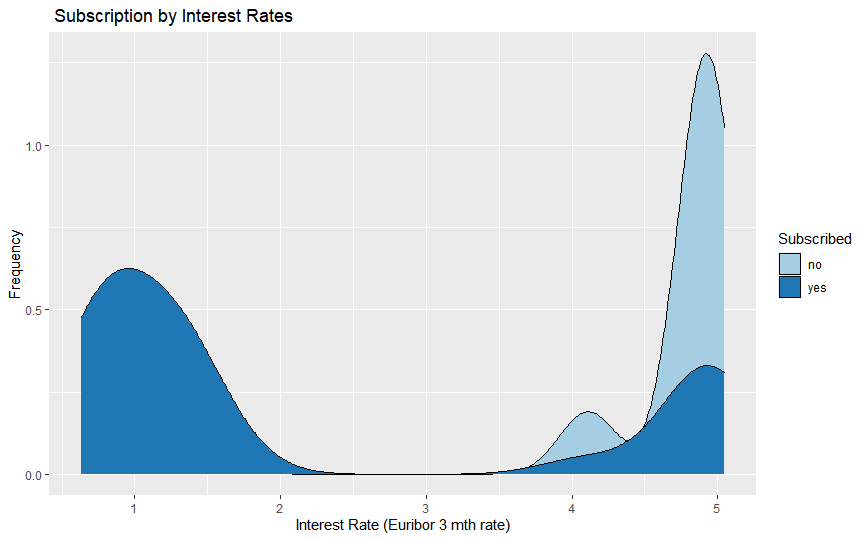 Subscription by Interest Rates
Frequency
1.0
0.5
0.0
1 2 3 4 5
Interest Rate (Euribor 3 mth rate)
Subscribed
no
yes